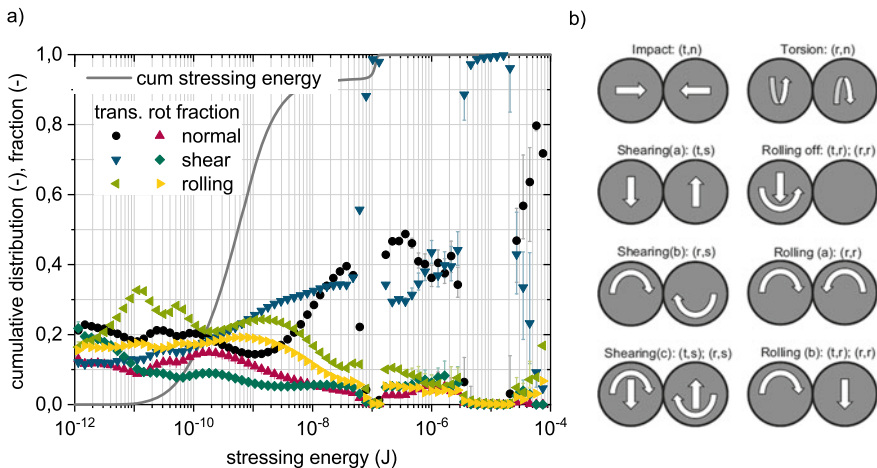 a)
b)
cumulative distribution (-), fraction (-)
1,0
0,8
0,6
0,4
0,2
0,0
cum stressing energy
trans. rot fraction
normal
shear
rolling
10-12
10-10
10-8
10-6
10-4
stressing energy (J)
Impact: (t,n)
Torsion: (r,n)
Shearing(a): (t,s)
Rolling off: (t,r); (r,r)
Shearing(b): (r,s)
Rolling (a): (r,r)
Shearing(c): (t,s); (r,s)
Rolling (b): (t,r); (r,r)